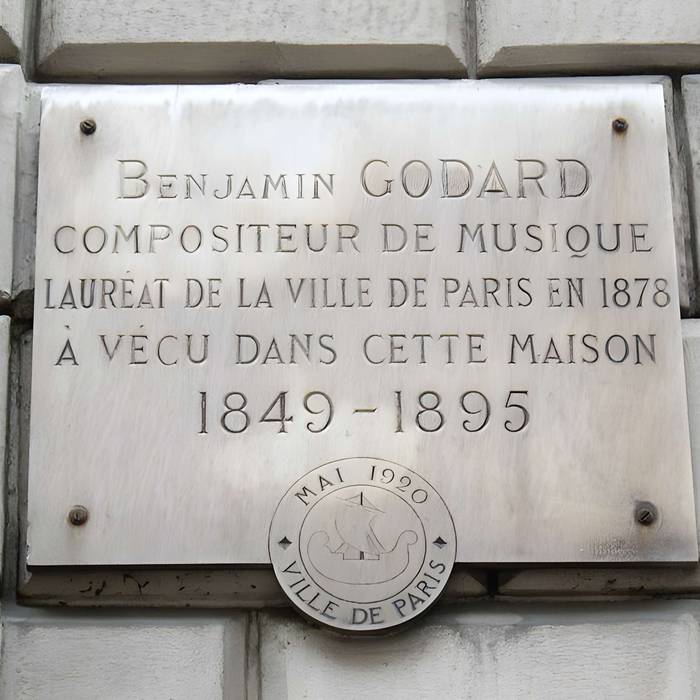 Benjamin GODARD
COMPOSITEUR DE MUSIQUE
LAURÉAT DE LA VILLE DE PARIS EN 1878
À VÉCU DANS CETTE MAISON
1849-1895
MAI 1920
VILLE DE PARIS